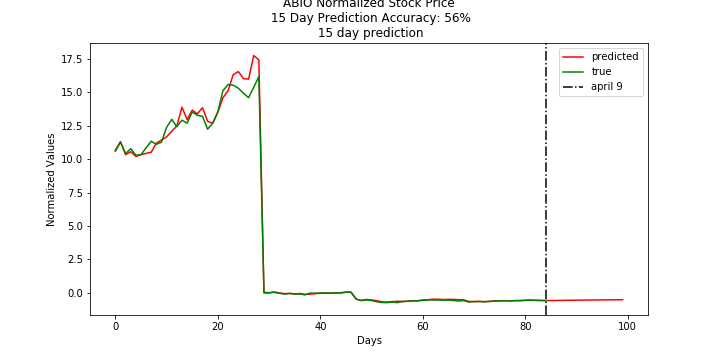 ABIO Normalized Stock Price
15 Day Prediction Accuracy: 56%
15 day prediction
predicted
true
april 9
Normalized Values
17.5
15.0
12.5
10.0
7.5
5.0
2.5
0.0
0
20
40
60
80
100
Days